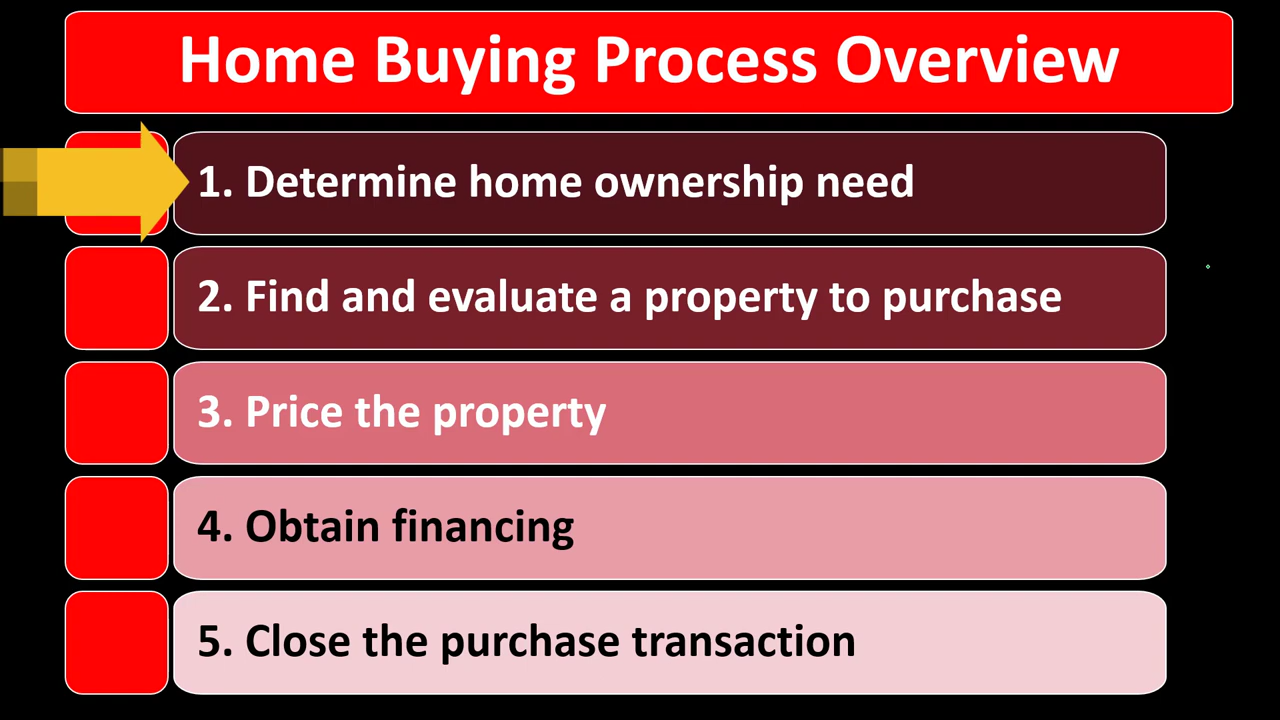 Home Buying Process Overview
1. Determine home ownership need
2. Find and evaluate a property to purchase
3. Price the property
4. Obtain financing
5. Close the purchase transaction